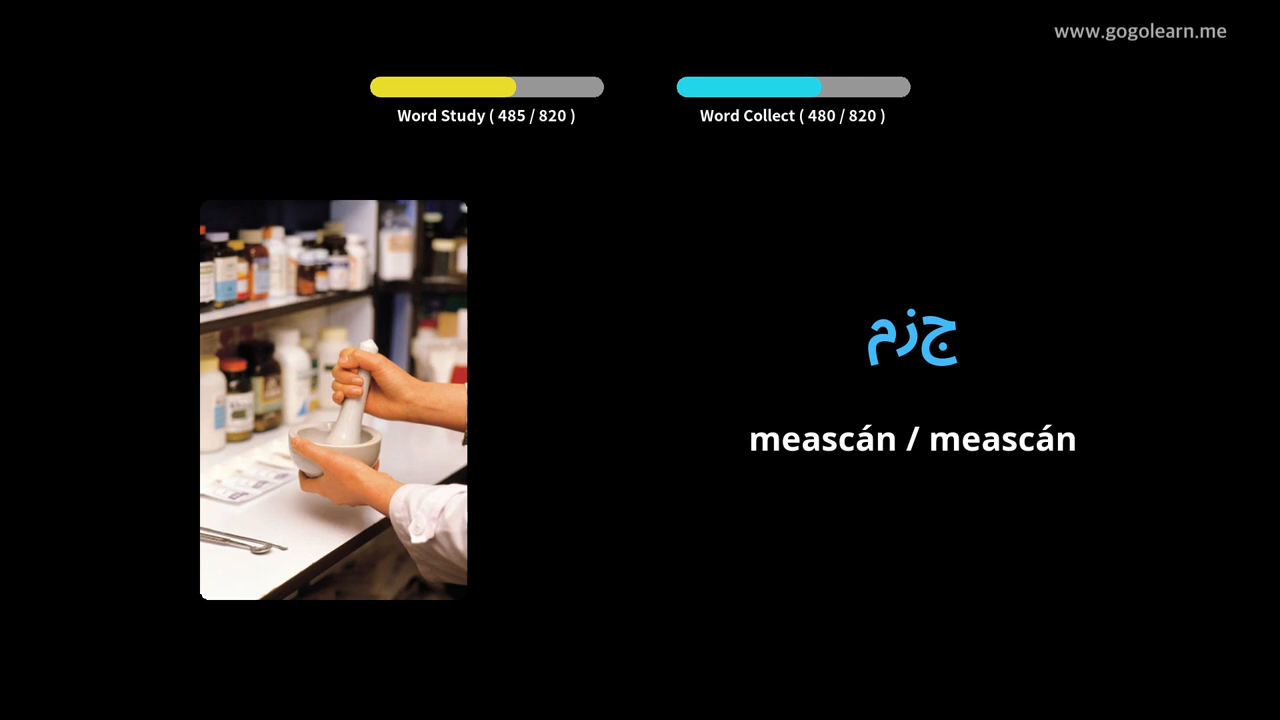 www.gogolearn.me
Word Study ( 485 / 820 )
Word Collect ( 480 / 820 )
جزم
meascán / meascán